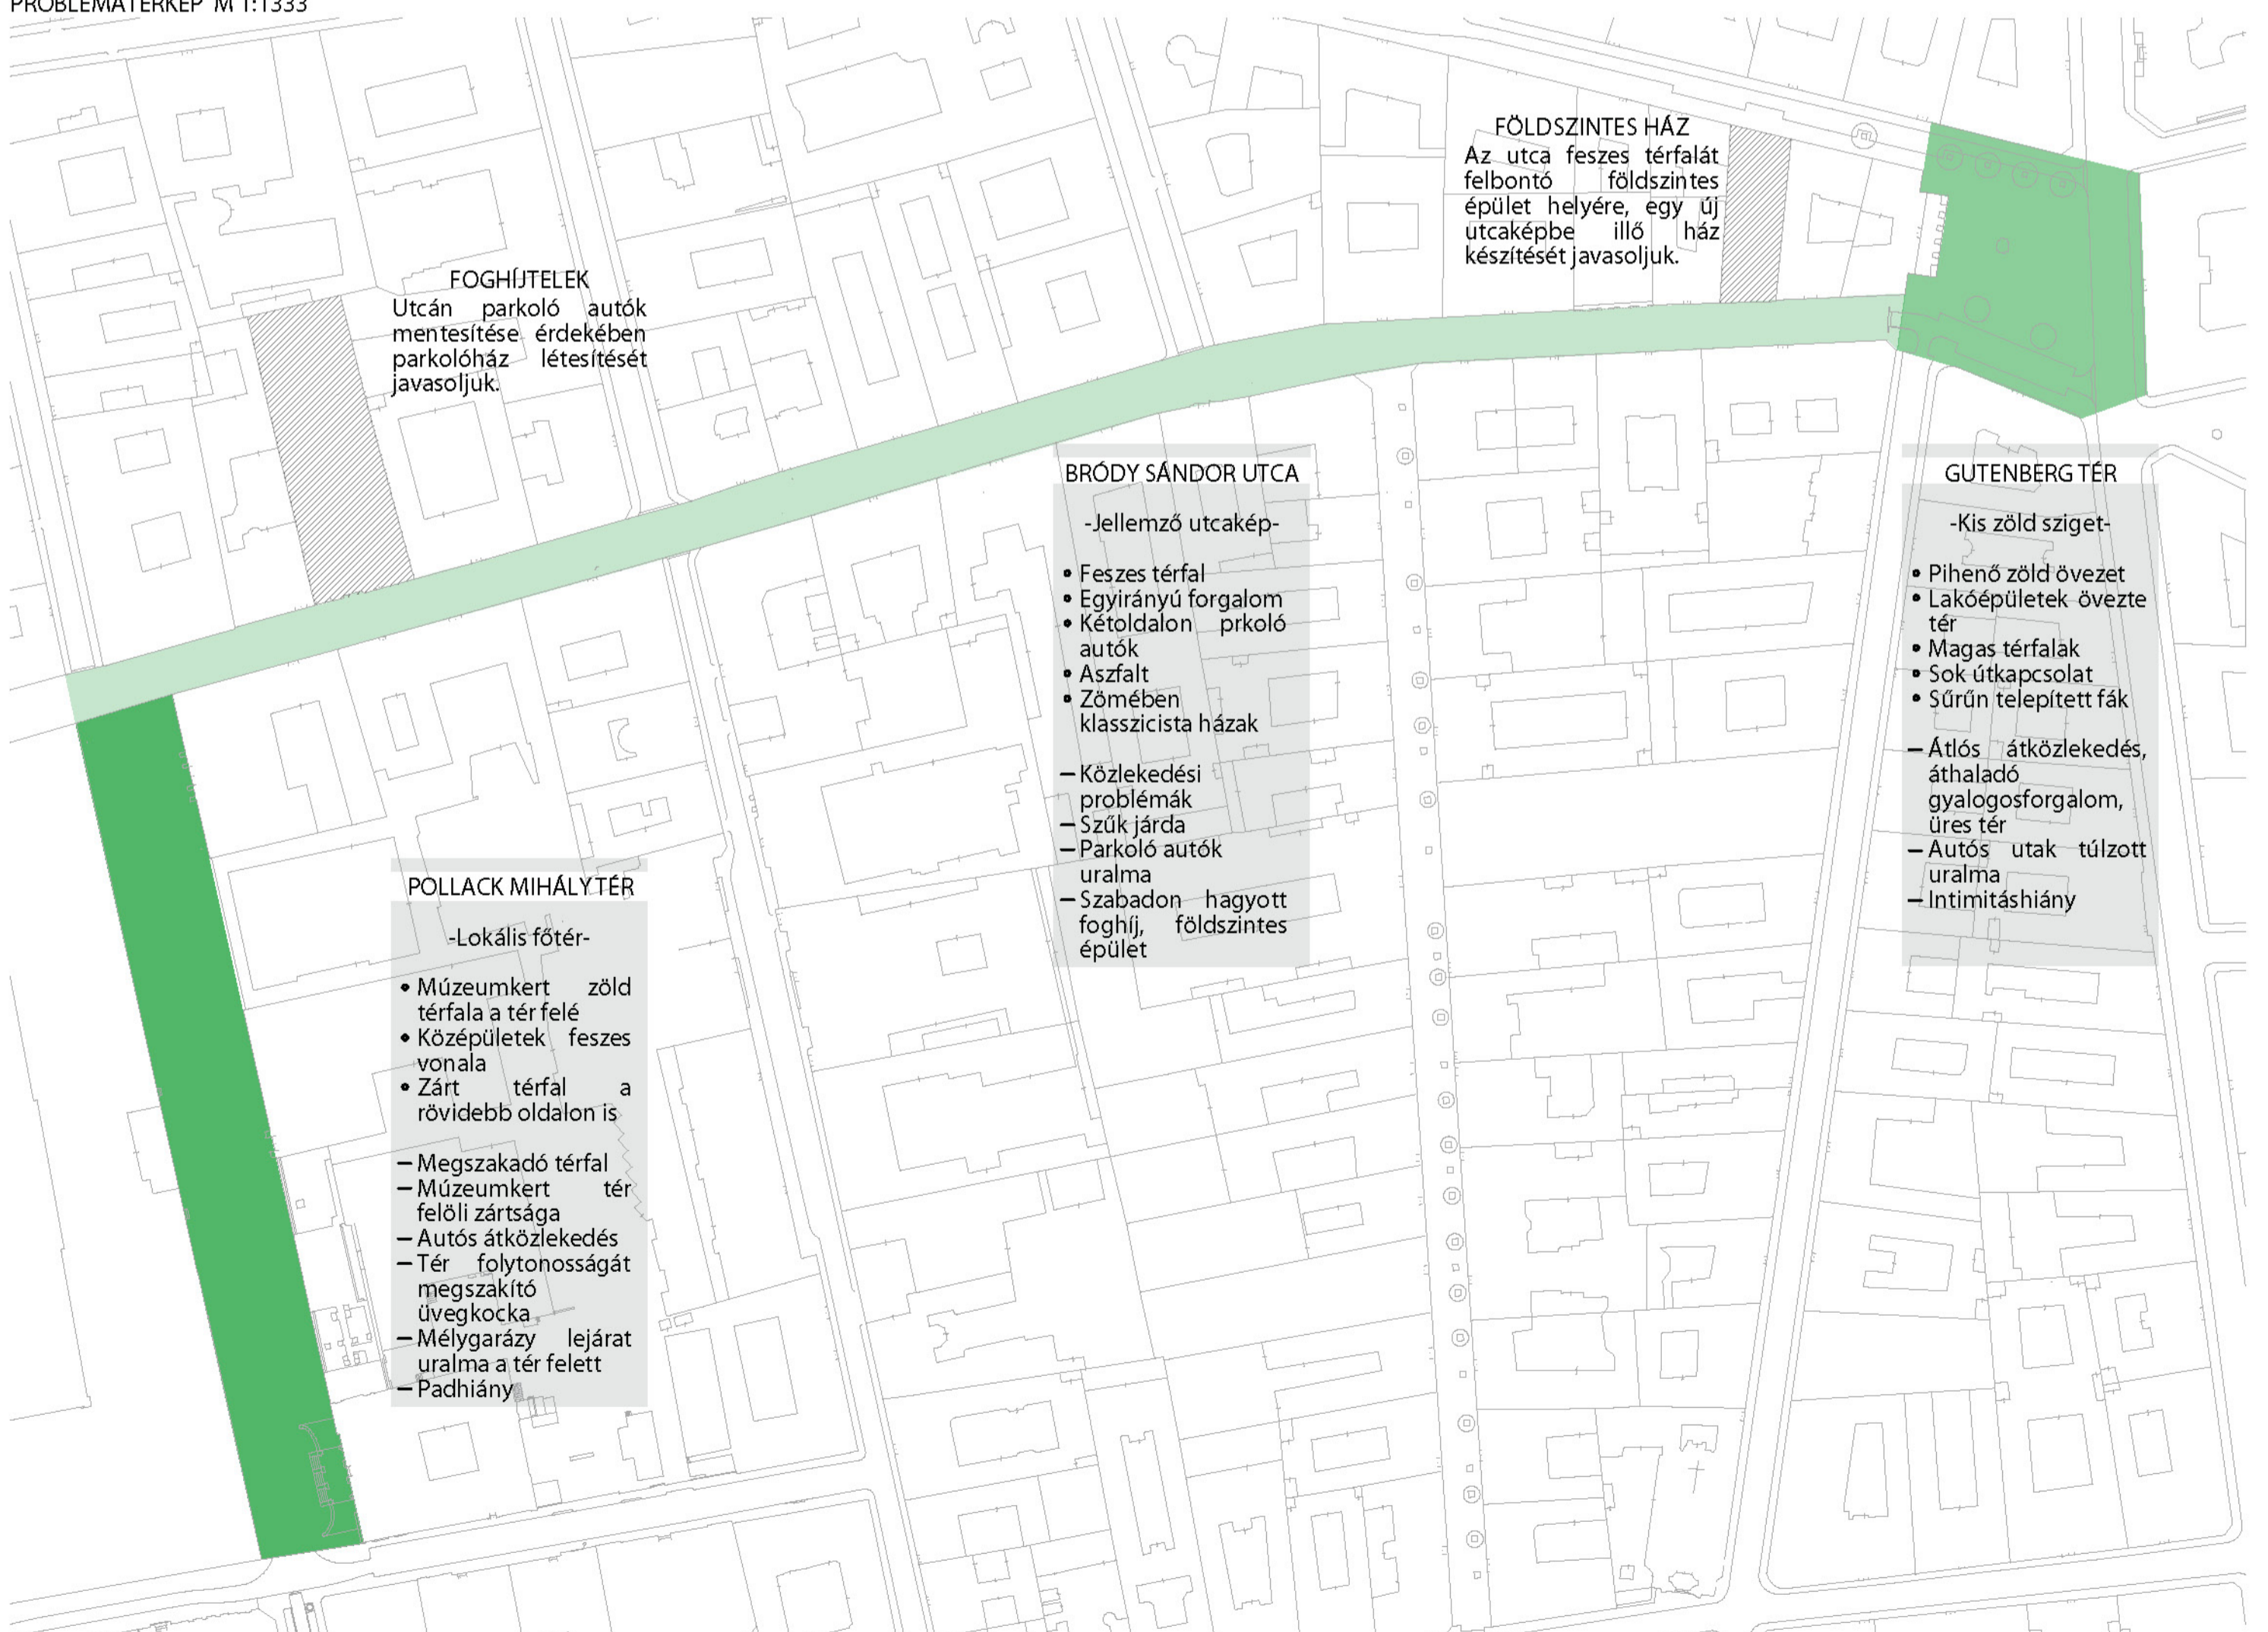 PROBLÉMATÉRKÉP M 1:1333
FÖLDSZINTES HÁZ
Az utca feszes térfalát
felbontó földszintes
épület helyére, egy új
utcaképbe illő ház
készítését javasoljuk.
FOGHÍJTELEK
Utcán parkoló autók
mentesítése érdekében
parkolóház létesítését
javasoljuk.
BRÓDY SÁNDOR UTCA
-Jellemző utcakép-
• Feszes térfal
• Egyirányú forgalom
• Kétoldalon prkoló
autók
• Aszfalt
• Zömében
klasszicista házak
– Közlekedési
problémák
– Szűk járda
– Parkoló autók
uralma
– Szabadon hagyott
foghíj, földszintes
épület
GUTENBERG TÉR
-Kis zöld sziget-
• Pihenő zöld övezet
• Lakóépületek övezte
tér
• Magas térfalak
• Sok útkapcsolat
• Sűrűn telepített fák
– Átlós átközlekedés,
áthaladó
gyalogosforgalom,
üres tér
– Autós utak túlzott
uralma
– Intimitáshiány
POLLACK MIHÁLY TÉR
-Lokális főtér-
• Múzeumkert zöld
térfala a tér felé
• Középületek feszes
vonala
• Zárt térfal a
rövidebb oldalon is
– Megszakadó térfal
– Múzeumkert tér
felöli zártsága
– Autós átközlekedés
– Tér folytonosságát
megszakító
üvegkocka
– Mélygarázy lejárat
uralma a tér felett
– Padhiány